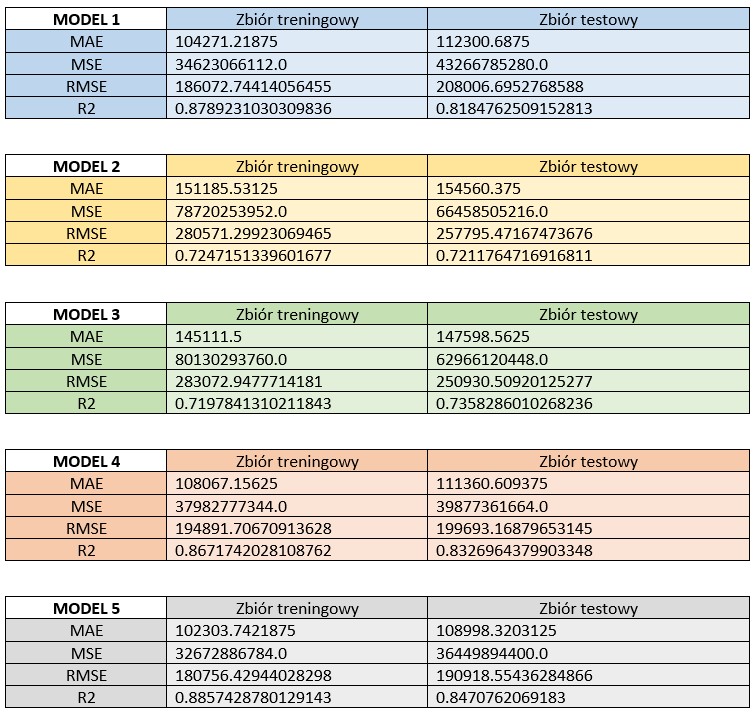 MODEL 1 Zbiór treningowy Zbiór testowy
MAE 104271.21875 112300.6875
MSE 34623066112.0 43266785280.0
RMSE 186072.74414056455 208006.6952768588
R2 0.8789231030309836 0.8184762509152813
MODEL 2 Zbiór treningowy Zbiór testowy
MAE 151185.53125 154560.375
MSE 78720253952.0 66458505216.0
RMSE 280571.29923069465 257795.47167473676
R2 0.7247151339601677 0.7211764716916811
MODEL 3 Zbiór treningowy Zbiór testowy
MAE 145111.5 147598.5625
MSE 80130293760.0 62966120448.0
RMSE 283072.9477714181 250930.50920125277
R2 0.7197841310211843 0.7358286010268236
MODEL 4 Zbiór treningowy Zbiór testowy
MAE 108067.15625 111360.609375
MSE 37982777344.0 39877361664.0
RMSE 194891.70670913628 199693.16879653145
R2 0.8671742028108762 0.8326964379903348
MODEL 5 Zbiór treningowy Zbiór testowy
MAE 102303.7421875 108998.3203125
MSE 32672886784.0 36449894400.0
RMSE 180756.42944028298 190918.55436284866
R2 0.8857428780129143 0.8470762069183